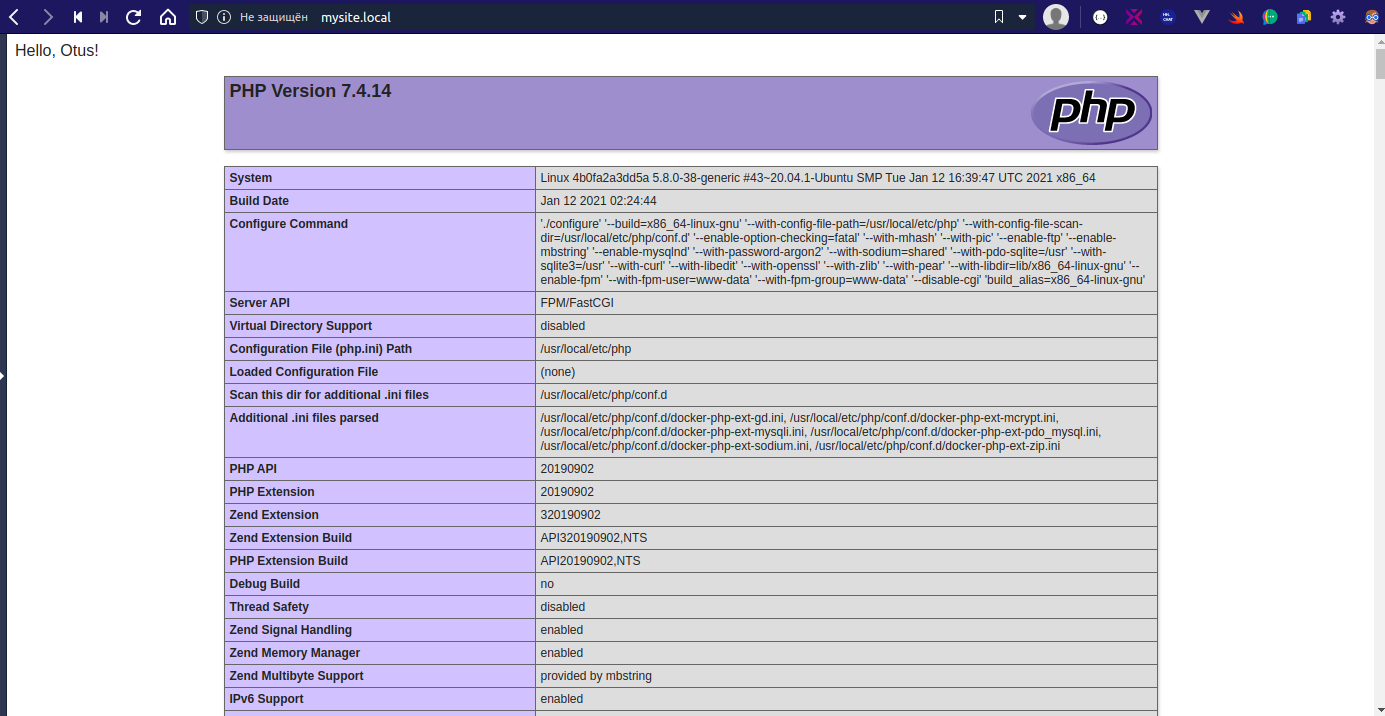 Не защищён mysite.local
Hello, Otus!
PHP Version 7.4.14
php
System Linux 4b0fa2a3dd5a 5.8.0-38-generic #43~20.04.1-Ubuntu SMP Tue Jan 12 16:39:47 UTC 2021 x86_64
Build Date Jan 12 2021 02:24:44
Configure Command './configure' '--build=x86_64-linux-gnu' '--with-config-file-path=/usr/local/etc/php' '--with-config-file-scan-
dir=/usr/local/etc/php/conf.d' '--enable-option-checking=fatal' '--with-mhash' '--with-pic' '--enable-ftp' '--enable-
mbstring' '--enable-mysqlnd' '--with-password-argon2' '--with-sodium=shared' '--with-pdo-sqlite=/usr' '--with-
sqlite3=/usr' '--with-curl' '--with-libedit' '--with-openssl' '--with-zlib' '--with-pear' '--with-libdir=lib/x86_64-linux-gnu' '--
enable-fpm' '--with-fpm-user=www-data' '--with-fpm-group=www-data' '--disable-cgi' 'build_alias=x86_64-linux-gnu'
Server API FPM/FastCGI
Virtual Directory Support disabled
Configuration File (php.ini) Path /usr/local/etc/php
Loaded Configuration File (none)
Scan this dir for additional .ini files /usr/local/etc/php/conf.d
Additional .ini files parsed /usr/local/etc/php/conf.d/docker-php-ext-gd.ini, /usr/local/etc/php/conf.d/docker-php-ext-mcrypt.ini,
/usr/local/etc/php/conf.d/docker-php-ext-mysqli.ini, /usr/local/etc/php/conf.d/docker-php-ext-pdo_mysql.ini,
/usr/local/etc/php/conf.d/docker-php-ext-sodium.ini, /usr/local/etc/php/conf.d/docker-php-ext-zip.ini
PHP API 20190902
PHP Extension 20190902
Zend Extension 320190902
Zend Extension Build API320190902,NTS
PHP Extension Build API20190902,NTS
Debug Build no
Thread Safety disabled
Zend Signal Handling enabled
Zend Memory Manager enabled
Zend Multibyte Support provided by mbstring
IPv6 Support enabled